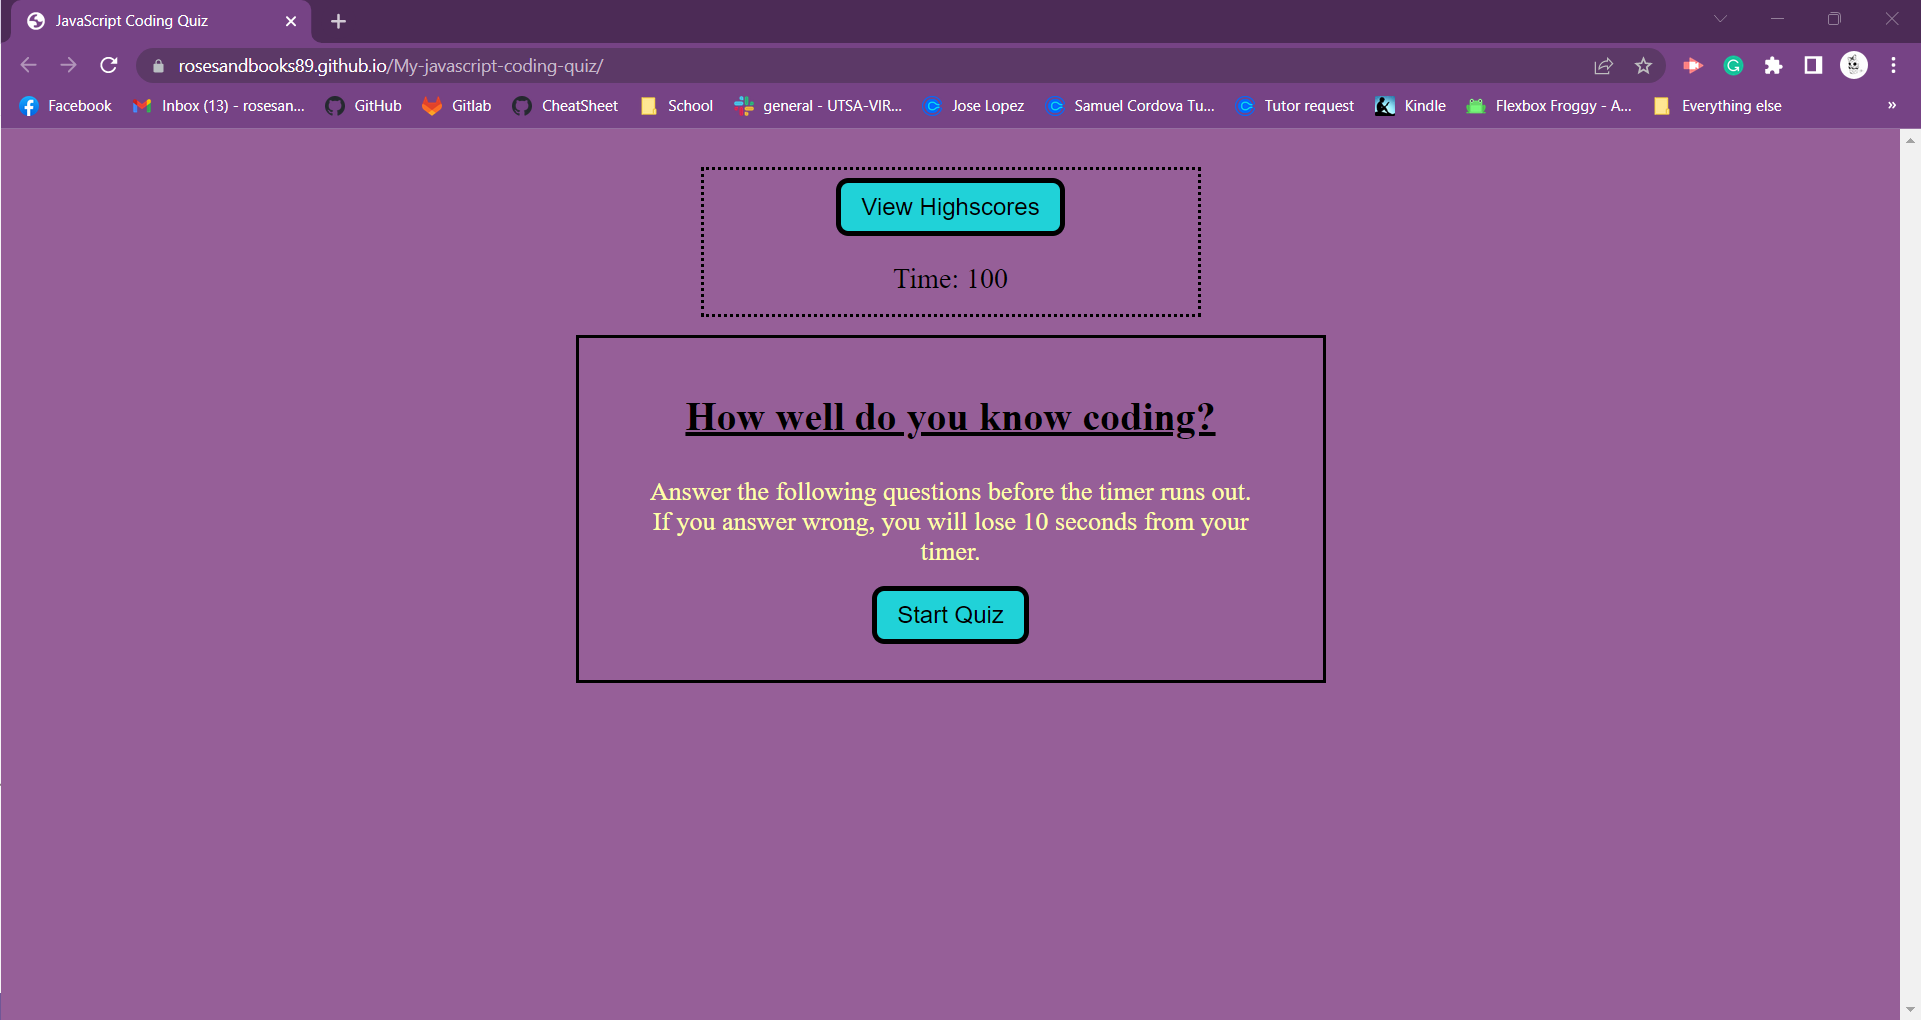 JavaScript Coding Quiz
rosesandbooks89.github.io/My-javascript-coding-quiz/
Facebook Inbox (13) - rosesan... GitHub Gitlab CheatSheet School general - UTSA-VIR... Jose Lopez Samuel Cordova Tu... Tutor request Kindle Flexbox Froggy - A... Everything else »
View Highscores
Time: 100
How well do you know coding?
Answer the following questions before the timer runs out.
If you answer wrong, you will lose 10 seconds from your
timer.
Start Quiz